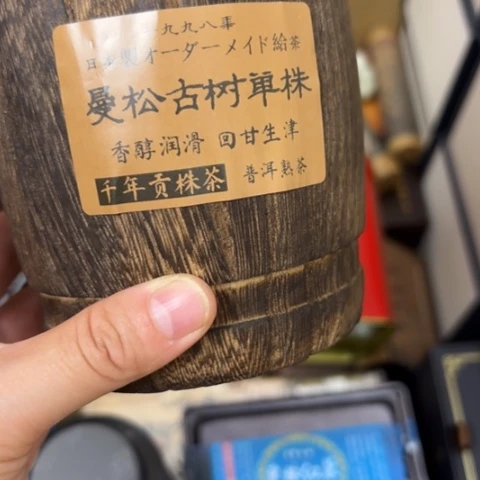 一九九八年
日本製オーダーメイド給茶
曼松古树单株
香醇润滑 回甘生津
千年贡株茶 普洱熟茶